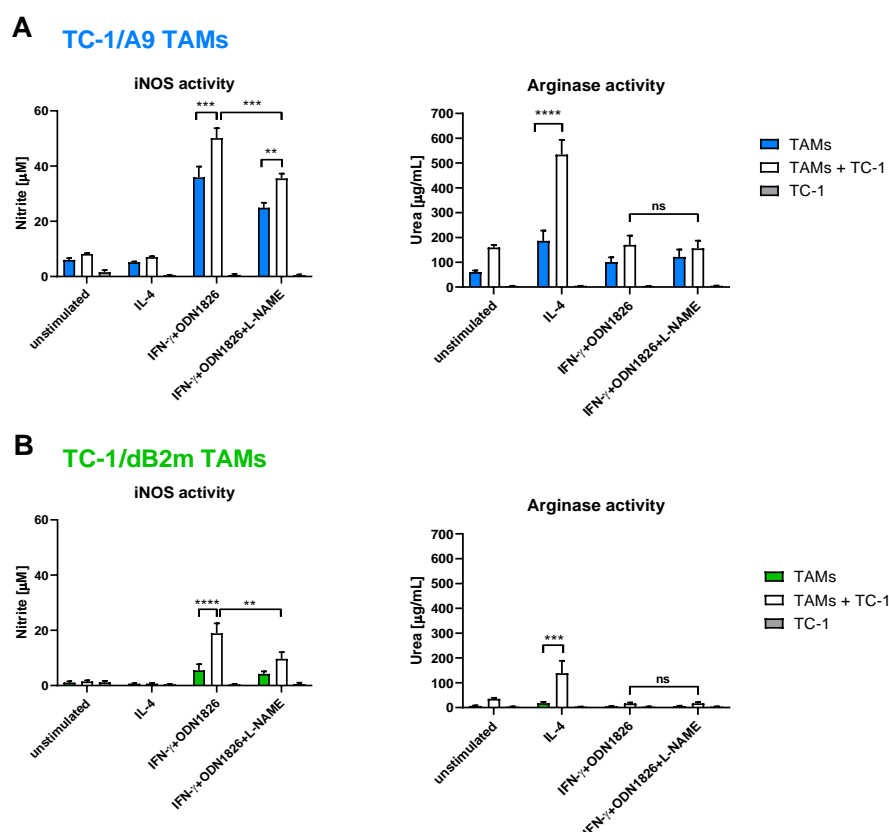 A
TC-1/A9 TAMs
iNOS activity
Nitrite [µM]
60
40
20
0
***
***
**
unstimulated
IL-4
IFN-γ+ODN1826
IFN-γ+ODN1826+L-NAME
Arginase activity
Urea [µg/mL]
700
600
500
400
300
200
100
0
****
ns
unstimulated
IL-4
IFN-γ+ODN1826
IFN-γ+ODN1826+L-NAME
TAMs
TAMs + TC-1
TC-1
B
TC-1/dB2m TAMs
iNOS activity
Nitrite [µM]
60
40
20
0
****
**
unstimulated
IL-4
IFN-γ+ODN1826
IFN-γ+ODN1826+L-NAME
Arginase activity
Urea [µg/mL]
700
600
500
400
300
200
100
0
***
ns
unstimulated
IL-4
IFN-γ+ODN1826
IFN-γ+ODN1826+L-NAME
TAMs
TAMs + TC-1
TC-1